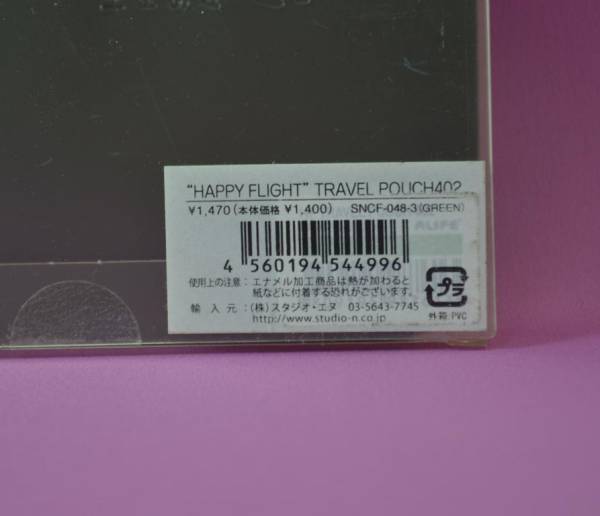 "HAPPY FLIGHT" TRAVEL POUCH402
¥1,470(本体価格 ¥1,400) SNCF-048-3(GREEN)
ALIFE
4 560194 544996
使用上の注意: エナメル加工商品は熱が加わると
紙などに付着する恐れがございます。
プラ
輸 入 元: (株)スタジオ・エヌ 03-5643-7745
http://www.studio-n.co.jp
外箱:PVC